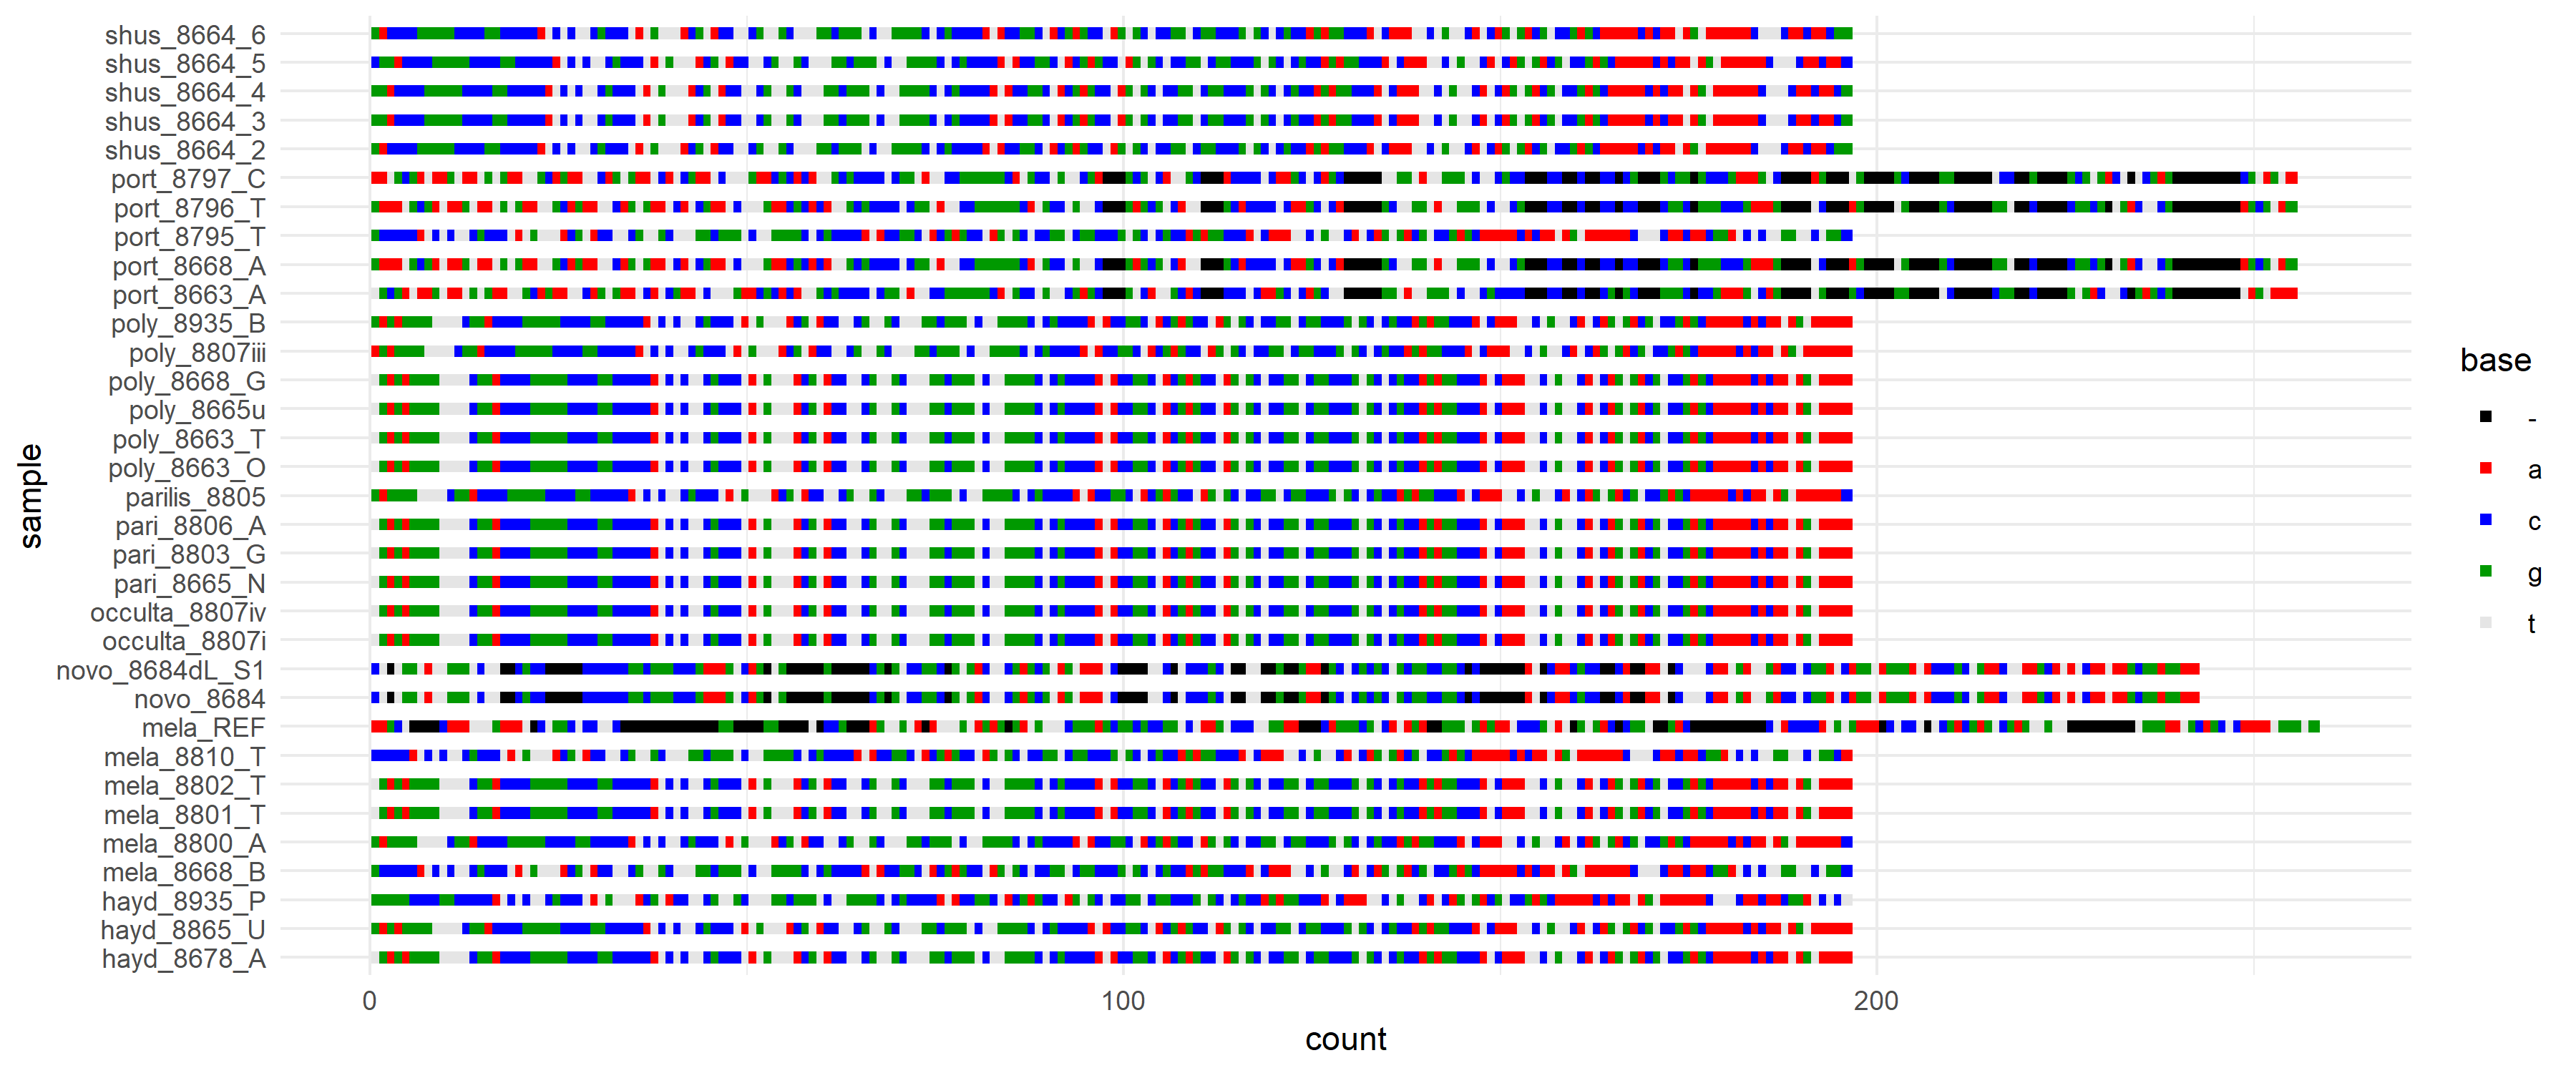 shus_8664_6
shus_8664_5
shus_8664_4
shus_8664_3
shus_8664_2
port_8797_C
port_8796_T
port_8795_T
port_8668_A
port_8663_A
poly_8935_B
poly_8807iii
poly_8668_G
poly_8665u
poly_8663_T
poly_8663_O
parilis_8805
pari_8806_A
pari_8803_G
pari_8665_N
occulta_8807iv
occulta_8807i
novo_8684dL_S1
novo_8684
mela_REF
mela_8810_T
mela_8802_T
mela_8801_T
mela_8800_A
mela_8668_B
hayd_8935_P
hayd_8865_U
hayd_8678_A
sample
0 100 200
count
base
-
a
c
g
t